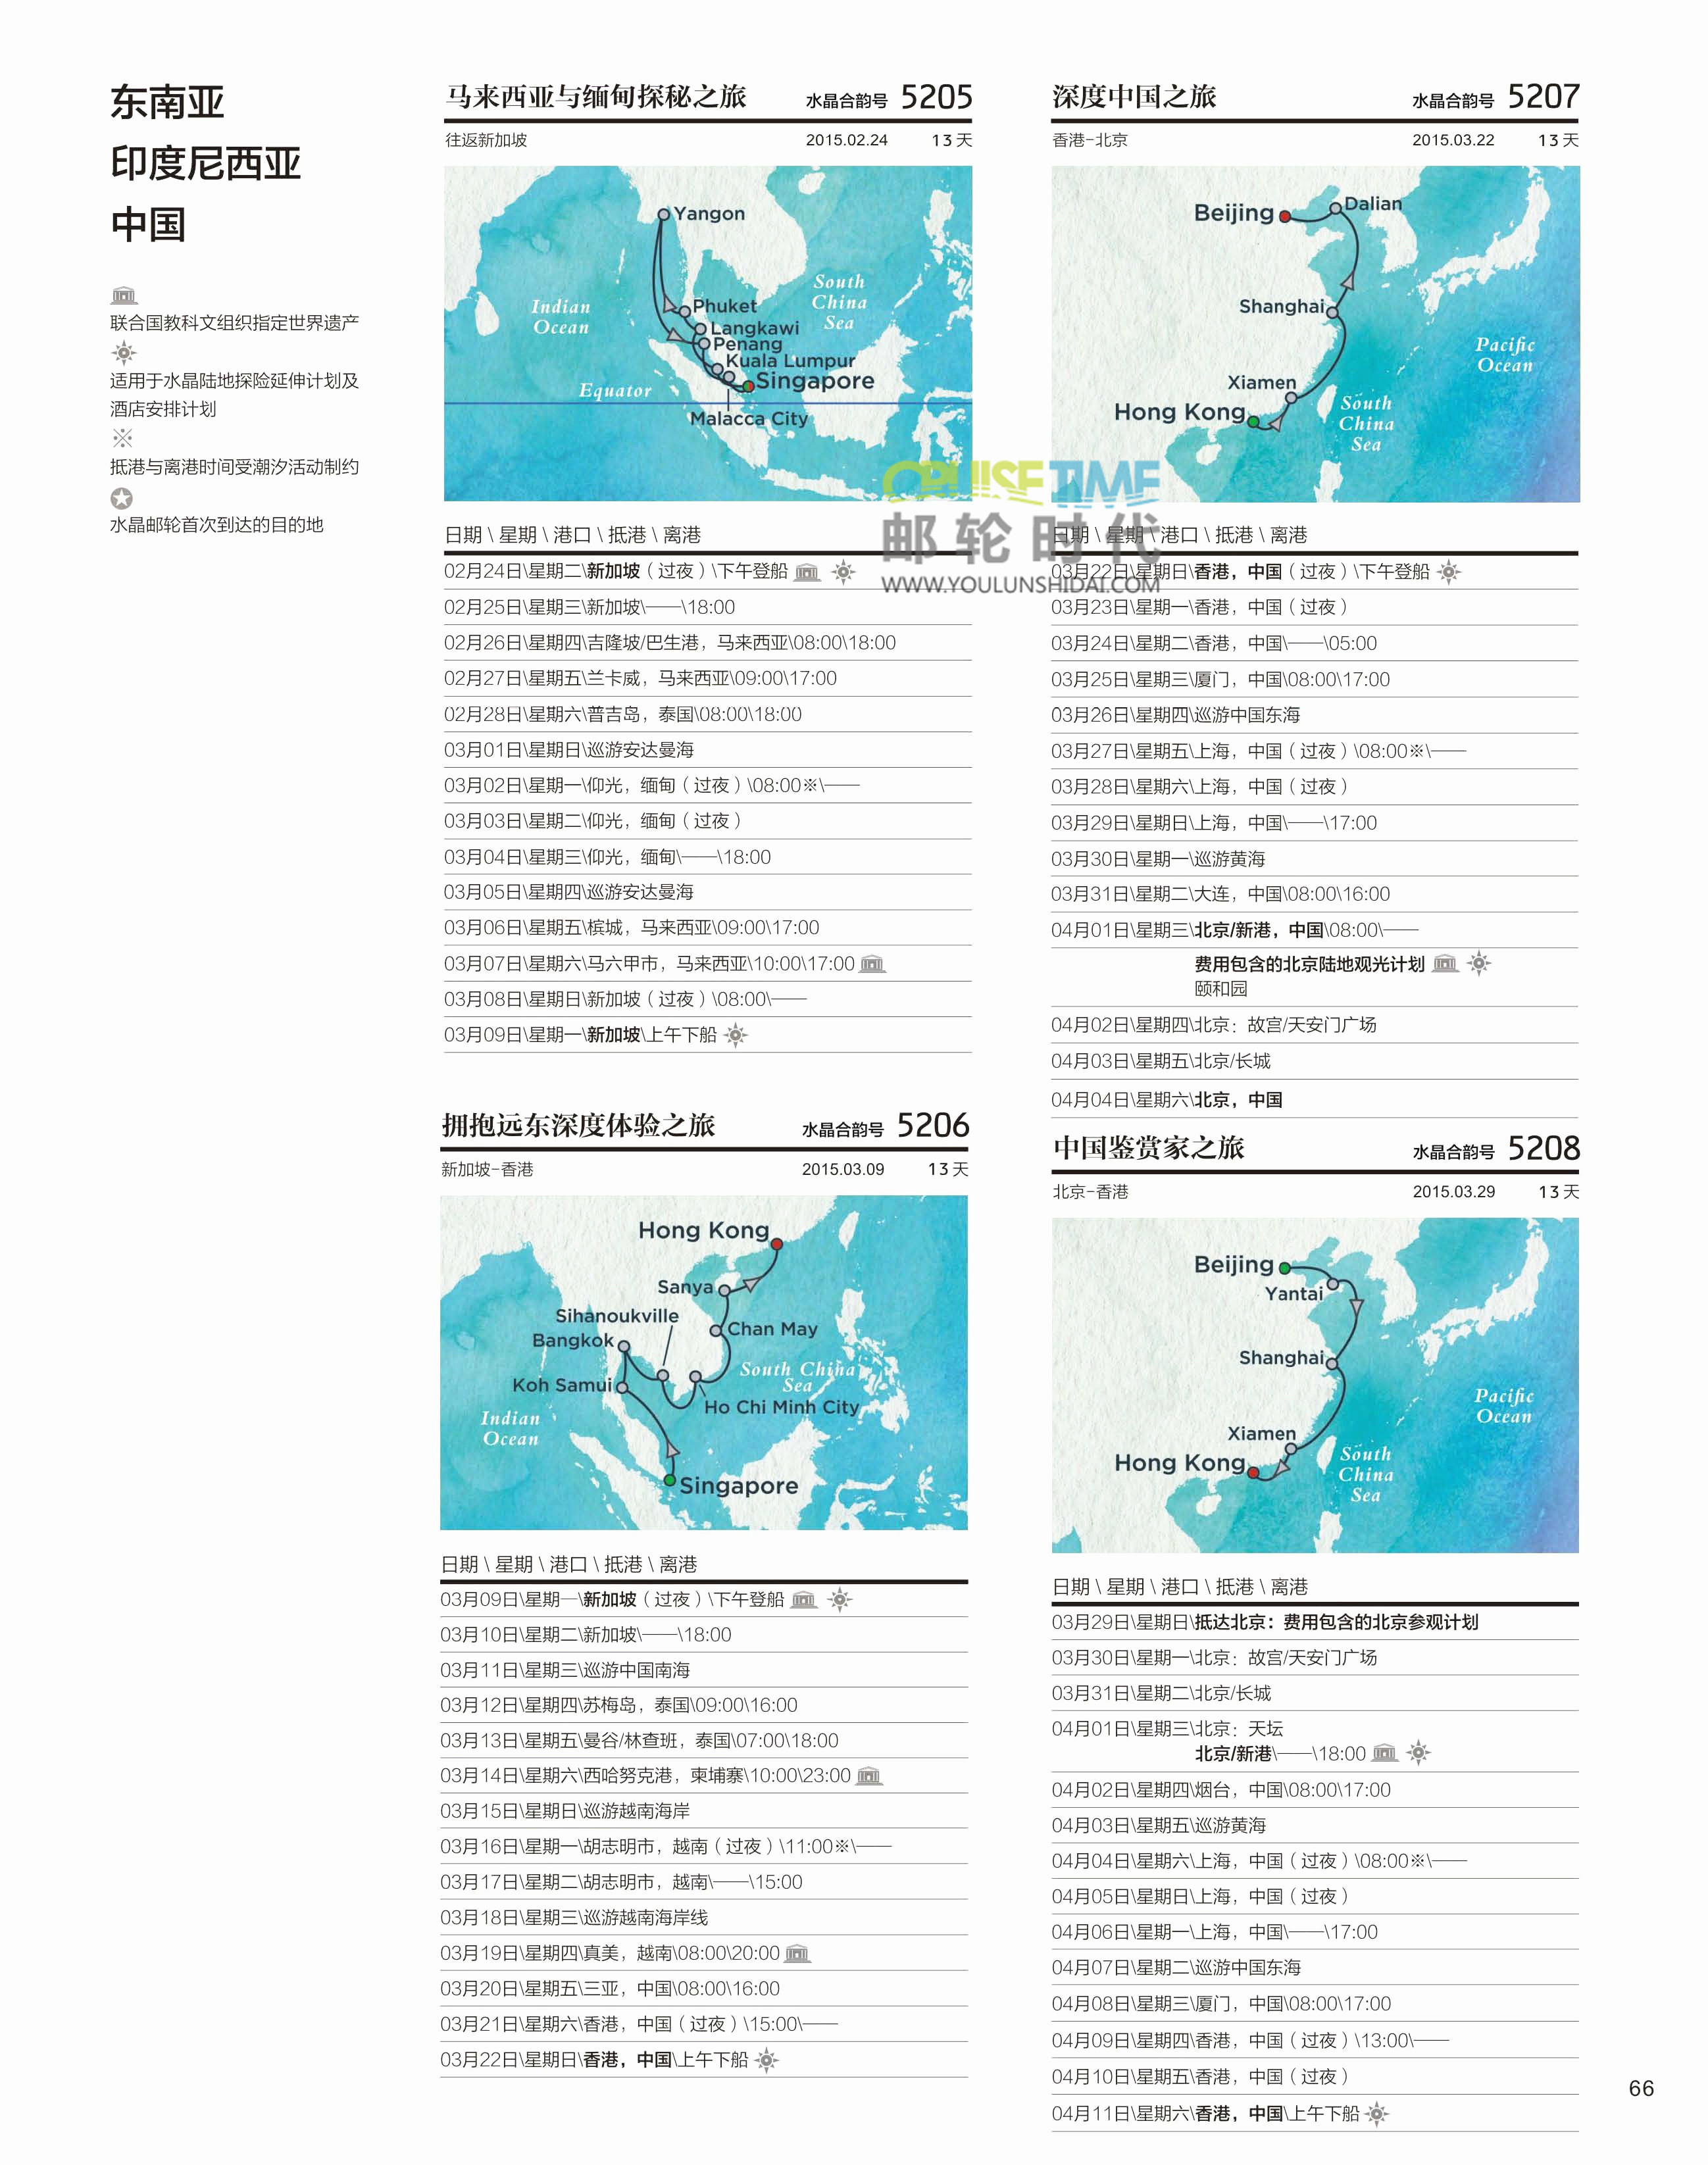 东南亚
印度尼西亚
中国
联合国教科文组织指定世界遗产
适用于水晶陆地探险延伸计划及
酒店安排计划
※
抵港与离港时间受潮汐活动制约
水晶邮轮首次到达的目的地
马来西亚与缅甸探秘之旅 水晶合韵号 5205
往返新加坡 2015.02.24 13天
Yangon
Indian
Ocean
South
China
Sea
Phuket
Langkawi
Penang
Kuala Lumpur
Singapore
Equator
Malacca City
日期 \ 星期 \ 港口 \ 抵港 \ 离港
02月24日\星期二\新加坡（过夜）\下午登船
02月25日\星期三\新加坡\——\18:00
02月26日\星期四\吉隆坡/巴生港，马来西亚\08:00\18:00
02月27日\星期五\兰卡威，马来西亚\09:00\17:00
02月28日\星期六\普吉岛，泰国\08:00\18:00
03月01日\星期日\巡游安达曼海
03月02日\星期一\仰光，缅甸（过夜）\08:00※\——
03月03日\星期二\仰光，缅甸（过夜）
03月04日\星期三\仰光，缅甸\——\18:00
03月05日\星期四\巡游安达曼海
03月06日\星期五\槟城，马来西亚\09:00\17:00
03月07日\星期六\马六甲市，马来西亚\10:00\17:00
03月08日\星期日\新加坡（过夜）\08:00\——
03月09日\星期一\新加坡\上午下船
拥抱远东深度体验之旅 水晶合韵号 5206
新加坡-香港 2015.03.09 13天
Hong Kong
Sanya
Sihanoukville
Bangkok
Chan May
South China
Sea
Koh Samui
Ho Chi Minh City
Indian
Ocean
Singapore
日期 \ 星期 \ 港口 \ 抵港 \ 离港
03月09日\星期一\新加坡（过夜）\下午登船
03月10日\星期二\新加坡\——\18:00
03月11日\星期三\巡游中国南海
03月12日\星期四\苏梅岛，泰国\09:00\16:00
03月13日\星期五\曼谷/林查班，泰国\07:00\18:00
03月14日\星期六\西哈努克港，柬埔寨\10:00\23:00
03月15日\星期日\巡游越南海岸
03月16日\星期一\胡志明市，越南（过夜）\11:00※\——
03月17日\星期二\胡志明市，越南\——\15:00
03月18日\星期三\巡游越南海岸线
03月19日\星期四\真美，越南\08:00\20:00
03月20日\星期五\三亚，中国\08:00\16:00
03月21日\星期六\香港，中国（过夜）\15:00\——
03月22日\星期日\香港，中国\上午下船
深度中国之旅 水晶合韵号 5207
香港-北京 2015.03.22 13天
Beijing
Dalian
Shanghai
Pacific
Ocean
Xiamen
Hong Kong
South
China
Sea
CRUISETIME
邮轮时代
WWW.YOULUNSHIDAI.COM
日期 \ 星期 \ 港口 \ 抵港 \ 离港
03月22日\星期日\香港，中国（过夜）\下午登船
03月23日\星期一\香港，中国（过夜）
03月24日\星期二\香港，中国\——\05:00
03月25日\星期三\厦门，中国\08:00\17:00
03月26日\星期四\巡游中国东海
03月27日\星期五\上海，中国（过夜）\08:00※\——
03月28日\星期六\上海，中国（过夜）
03月29日\星期日\上海，中国\——\17:00
03月30日\星期一\巡游黄海
03月31日\星期二\大连，中国\08:00\16:00
04月01日\星期三\北京/新港，中国\08:00\——
费用包含的北京陆地观光计划
颐和园
04月02日\星期四\北京：故宫/天安门广场
04月03日\星期五\北京/长城
04月04日\星期六\北京，中国
中国鉴赏家之旅 水晶合韵号 5208
北京-香港 2015.03.29 13天
Beijing
Yantai
Shanghai
Pacific
Ocean
Xiamen
Hong Kong
South
China
Sea
日期 \ 星期 \ 港口 \ 抵港 \ 离港
03月29日\星期日\抵达北京：费用包含的北京参观计划
03月30日\星期一\北京：故宫/天安门广场
03月31日\星期二\北京/长城
04月01日\星期三\北京：天坛
北京/新港\——\18:00
04月02日\星期四\烟台，中国\08:00\17:00
04月03日\星期五\巡游黄海
04月04日\星期六\上海，中国（过夜）\08:00※\——
04月05日\星期日\上海，中国（过夜）
04月06日\星期一\上海，中国\——\17:00
04月07日\星期二\巡游中国东海
04月08日\星期三\厦门，中国\08:00\17:00
04月09日\星期四\香港，中国（过夜）\13:00\——
04月10日\星期五\香港，中国（过夜）
04月11日\星期六\香港，中国\上午下船
66